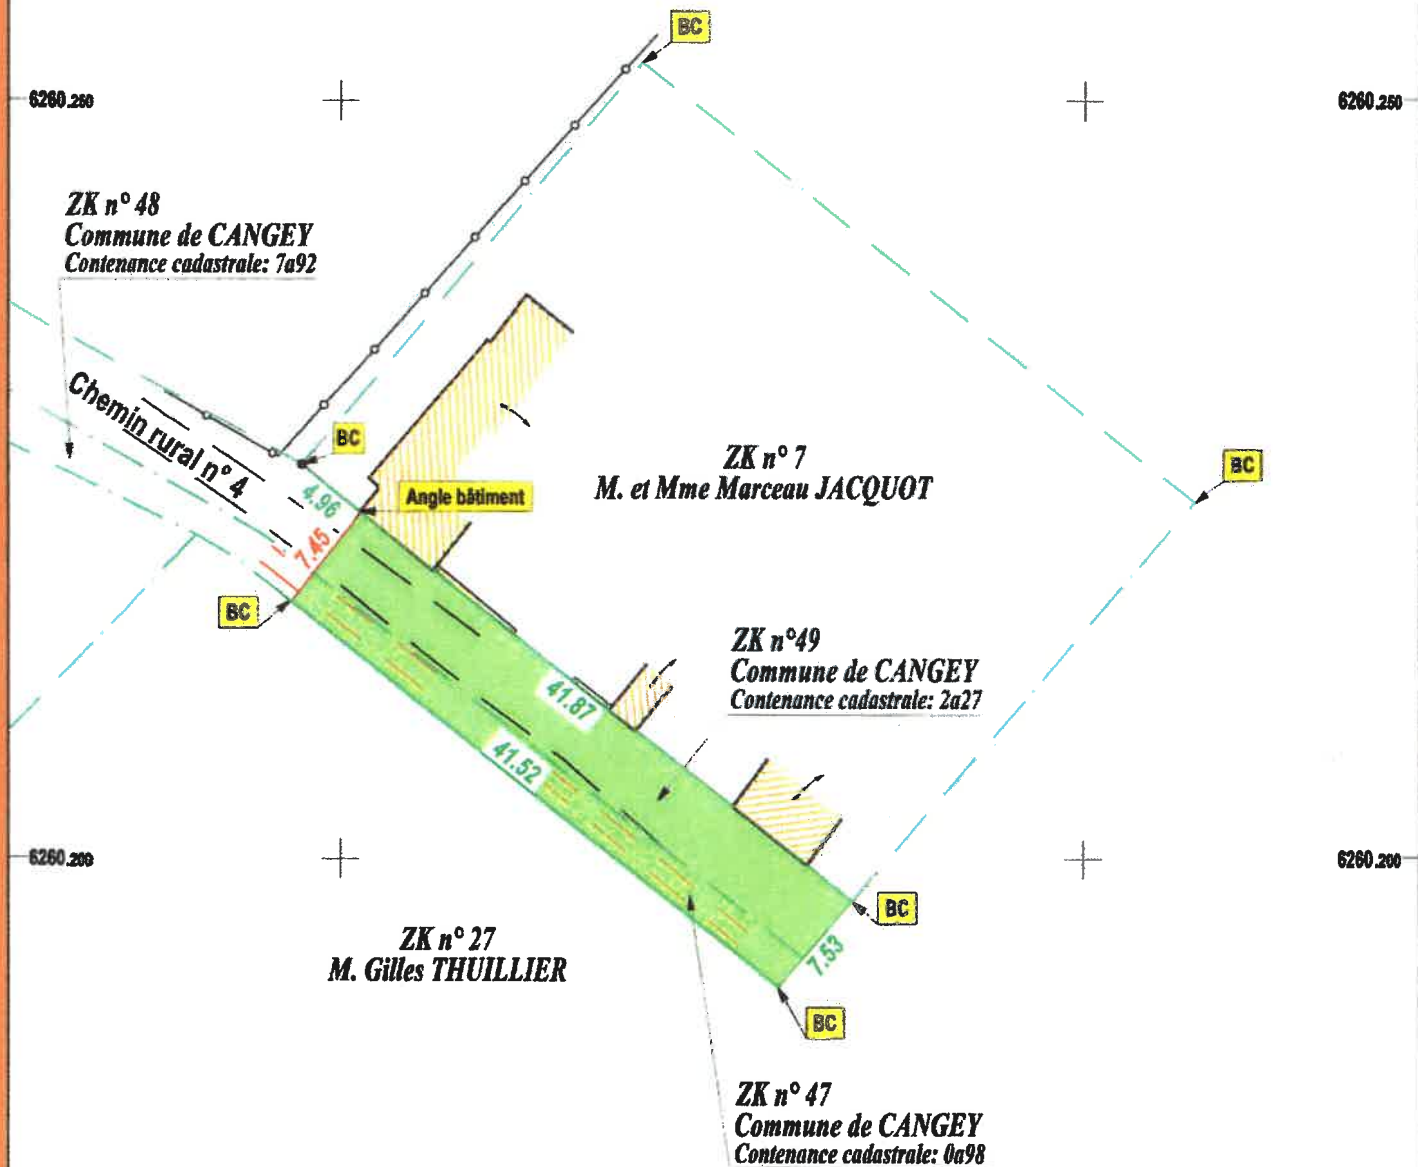 BC
6260.250
6260.250
ZK n° 48
Commune de CANGEY
Contenance cadastrale: 7a92
Chemin rural n° 4
BC
4.96
Angle bâtiment
7.45
ZK n° 7
M. et Mme Marceau JACQUOT
BC
BC
ZK n°49
Commune de CANGEY
Contenance cadastrale: 2a27
41.87
41.52
6260.200
6260.200
BC
7.53
ZK n° 27
M. Gilles THUILLIER
BC
ZK n° 47
Commune de CANGEY
Contenance cadastrale: 0a98